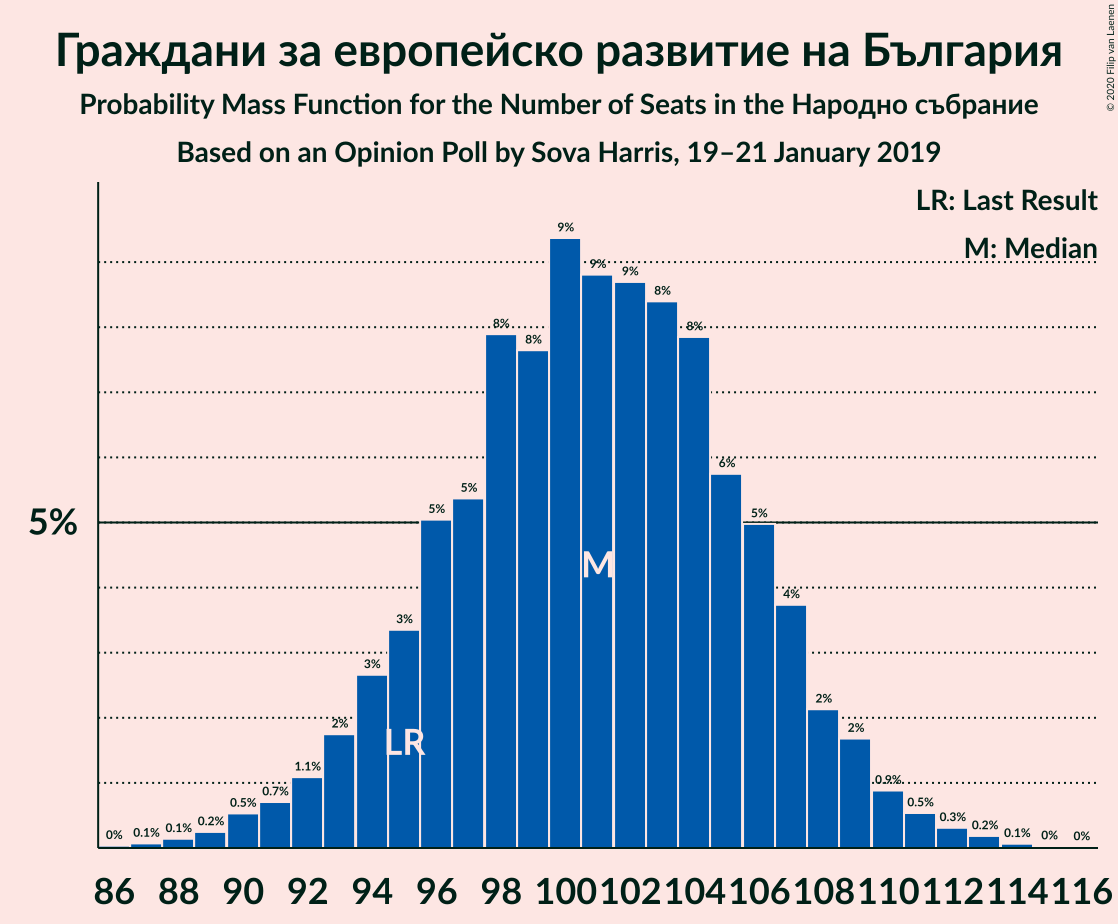 Граждани за европейско развитие на България
Probability Mass Function for the Number of Seats in the Народно събрание
Based on an Opinion Poll by Sova Harris, 19–21 January 2019
© 2020 Filip van Laenen
LR: Last Result
M: Median
5%
0% 0.1% 0.1% 0.2% 0.5% 0.7% 1.1% 2% 3% 3% 5% 5% 8% 8% 9% 9% 9% 8% 8% 6% 5% 4% 2% 2% 0.9% 0.5% 0.3% 0.2% 0.1% 0% 0%
M
LR
86 88 90 92 94 96 98 100 102 104 106 108 110 112 114 116